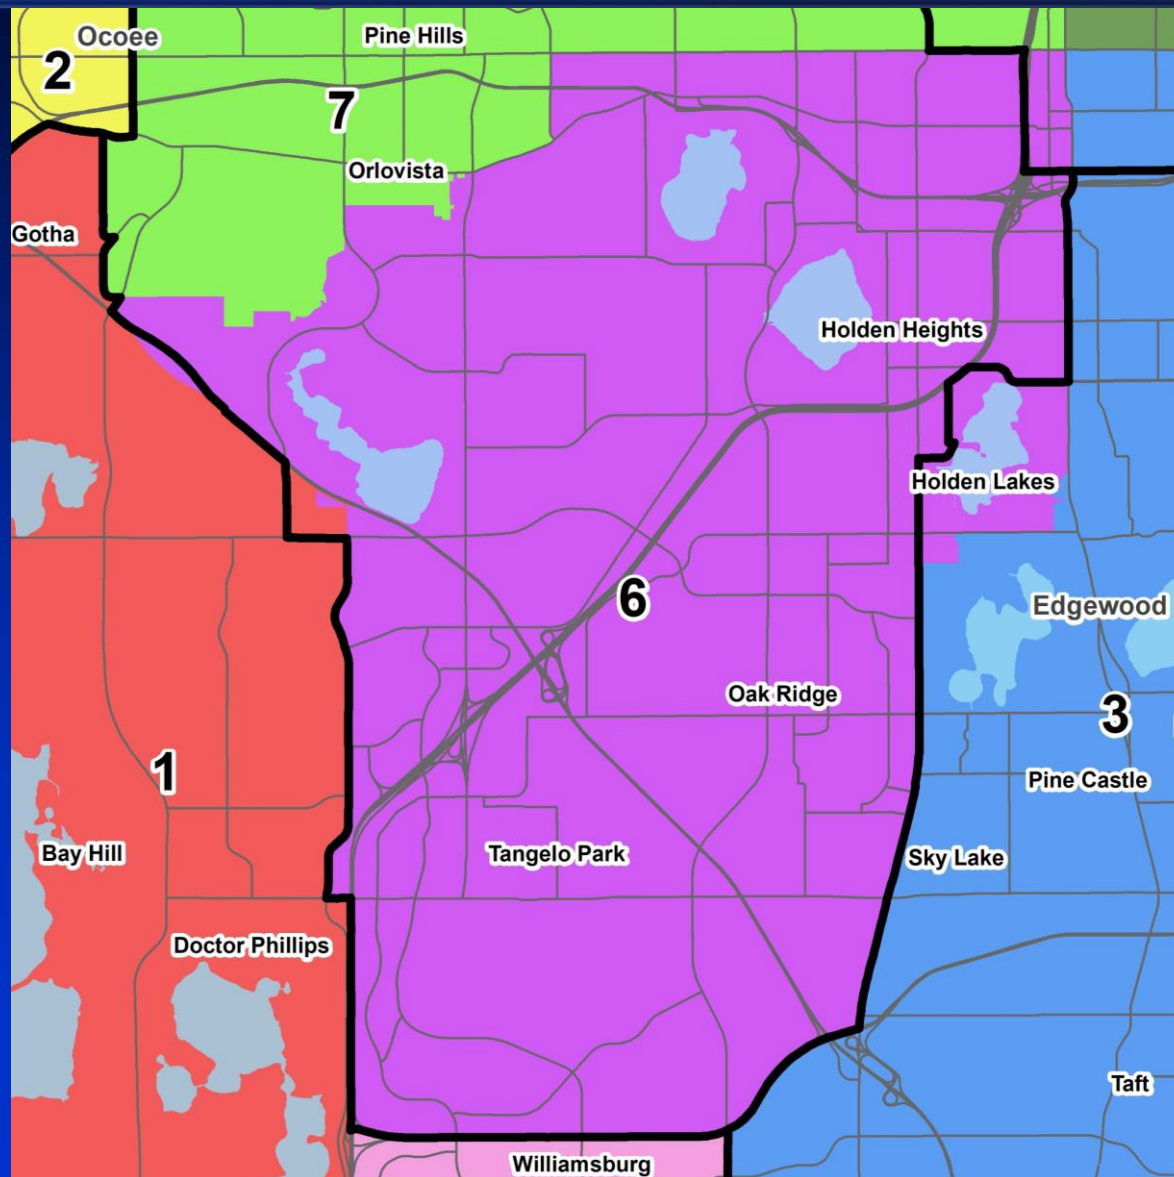 Ocoee
Pine Hills
2
7
Orlovista
Gotha
Holden Heights
Holden Lakes
6
Edgewood
Oak Ridge
3
1
Pine Castle
Bay Hill
Tangelo Park
Sky Lake
Doctor Phillips
Taft
Williamsburg